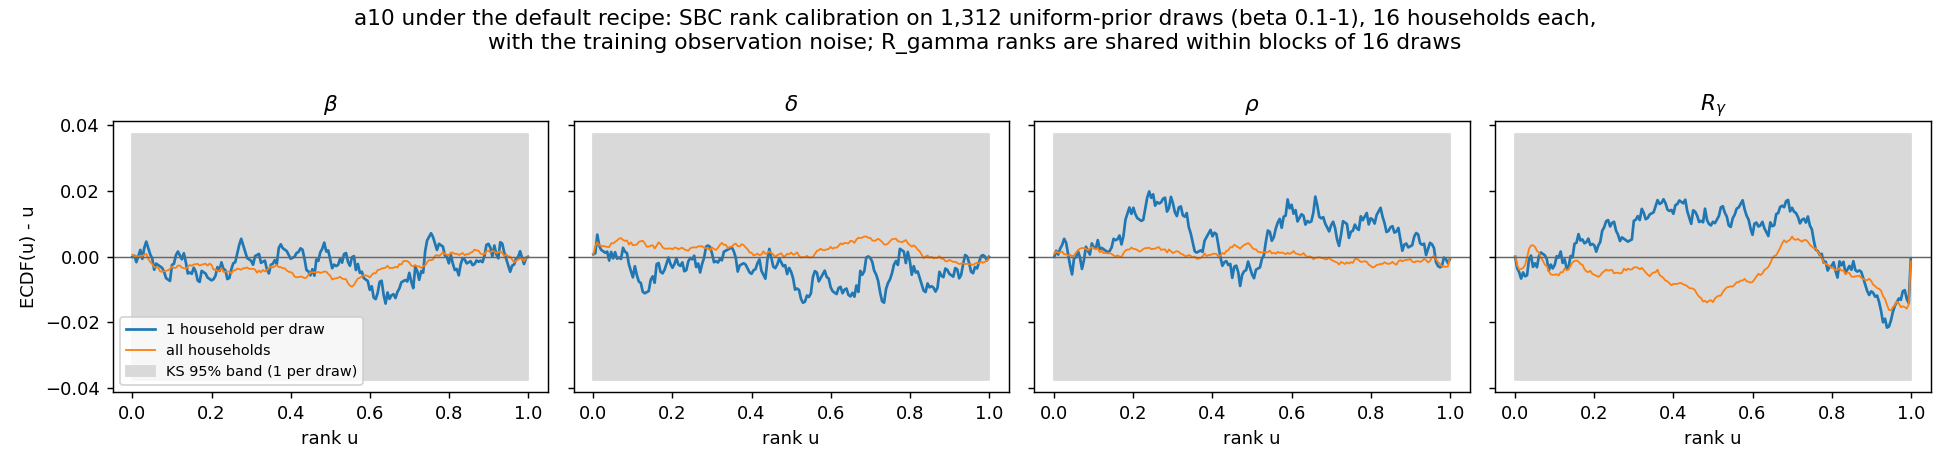 a10 under the default recipe: SBC rank calibration on 1,312 uniform-prior draws (beta 0.1-1), 16 households each,
with the training observation noise; R_gamma ranks are shared within blocks of 16 draws
β
δ
ρ
Rγ
ECDF(u) - u
0.04
0.02
0.00
−0.02
−0.04
1 household per draw
all households
KS 95% band (1 per draw)
0.0 0.2 0.4 0.6 0.8 1.0
0.0 0.2 0.4 0.6 0.8 1.0
0.0 0.2 0.4 0.6 0.8 1.0
0.0 0.2 0.4 0.6 0.8 1.0
rank u
rank u
rank u
rank u